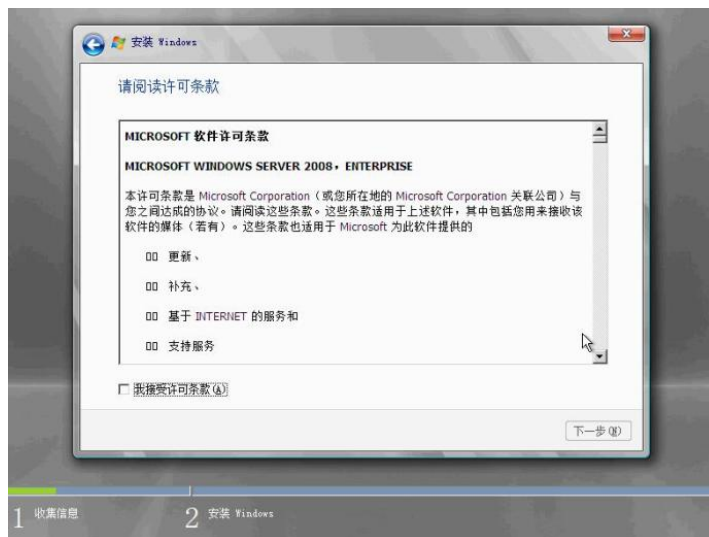 安装 Windows
请阅读许可条款
MICROSOFT 软件许可条款
MICROSOFT WINDOWS SERVER 2008，ENTERPRISE
本许可条款是 Microsoft Corporation（或您所在地的 Microsoft Corporation 关联公司）与
您之间达成的协议。请阅读这些条款。这些条款适用于上述软件，其中包括您用来接收该
软件的媒体（若有）。这些条款也适用于 Microsoft 为此软件提供的
更新、
补充、
基于 INTERNET 的服务和
支持服务
我接受许可条款(A)
下一步(N)
1 收集信息
2 安装 Windows